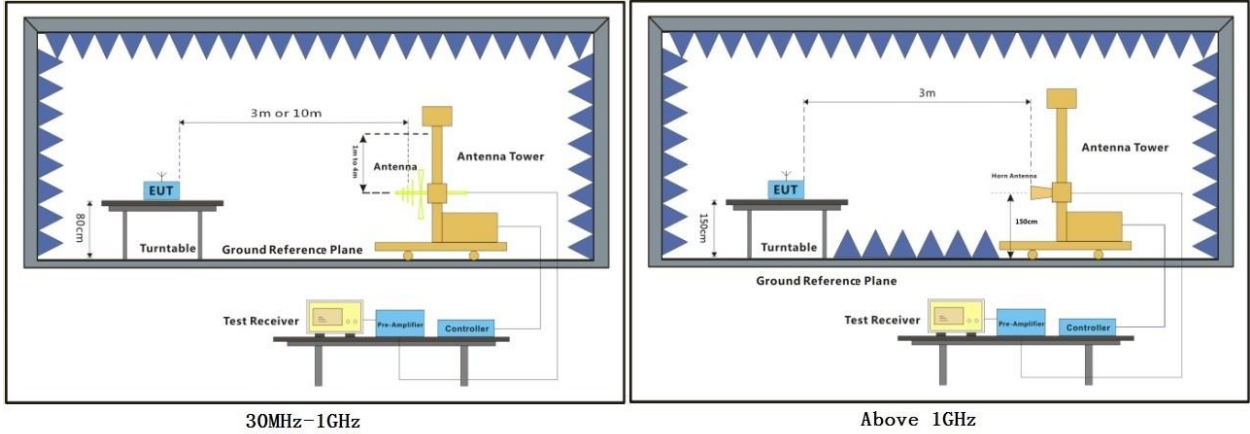 3m or 10m
1m to 4m
Antenna
Antenna Tower
EUT
80cm
Turntable
Ground Reference Plane
Test Receiver
Pre-Amplifier
Controller
30MHz-1GHz
3m
Antenna Tower
Horn Antenna
EUT
150cm
150cm
Turntable
Ground Reference Plane
Test Receiver
Pre-Amplifier
Controller
Above 1GHz